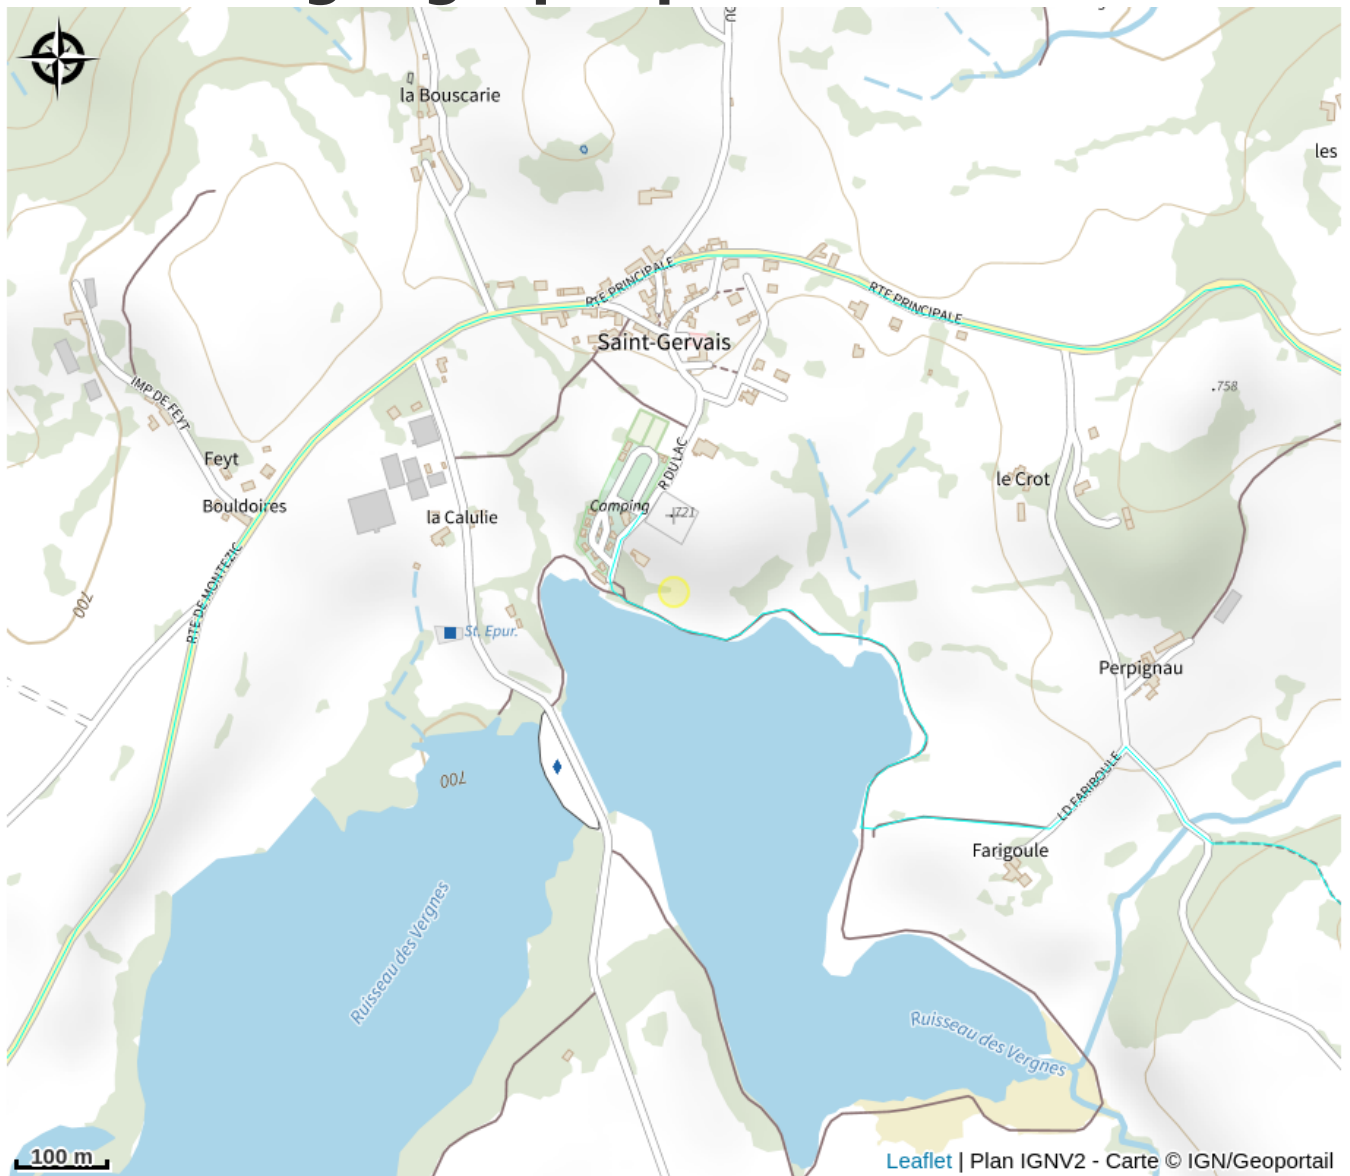 la Bouscarie
les
RTE PRINCIPALE
RTE PRINCIPALE
Saint-Gervais
IMP DE FEYT
758
Feyt
R DU LAC
le Crot
Bouldoires
Camping
721
la Calulie
RTE DE MONTEZIC
700
St. Epur.
Perpignau
700
LD FARIBOULE
Farigoule
Ruisseau des Vergnes
Ruisseau des Vergnes
100 m
Leaflet | Plan IGNV2 - Carte © IGN/Geoportail